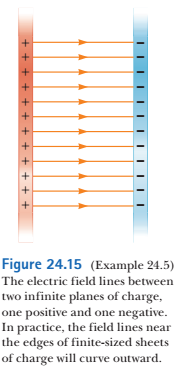 Figure 24.15 (Example 24.5)
The electric field lines between
two infinite planes of charge,
one positive and one negative.
In practice, the field lines near
the edges of finite-sized sheets
of charge will curve outward.